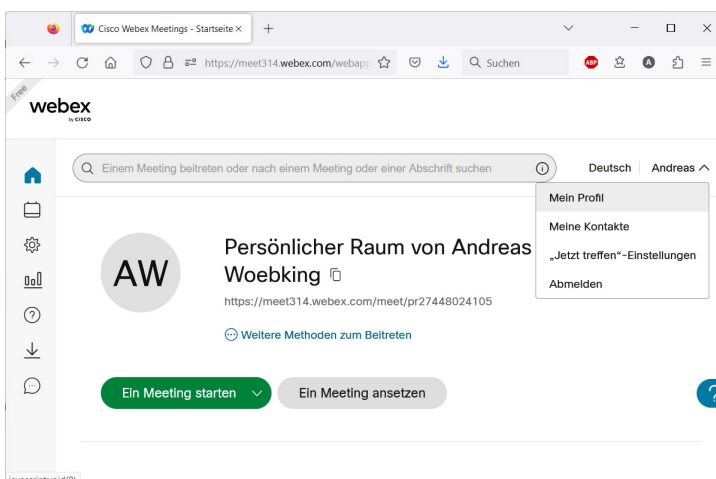 Cisco Webex Meetings - Startseite
https://meet314.webex.com/webapp
Suchen
ABP
A
Free
webex
by CISCO
Einem Meeting beitreten oder nach einem Meeting oder einer Abschrift suchen
Deutsch
Andreas
Mein Profil
Meine Kontakte
„Jetzt treffen“-Einstellungen
Abmelden
AW
Persönlicher Raum von Andreas
Woebking
https://meet314.webex.com/meet/pr27448024105
Weitere Methoden zum Beitreten
Ein Meeting starten
Ein Meeting ansetzen
?